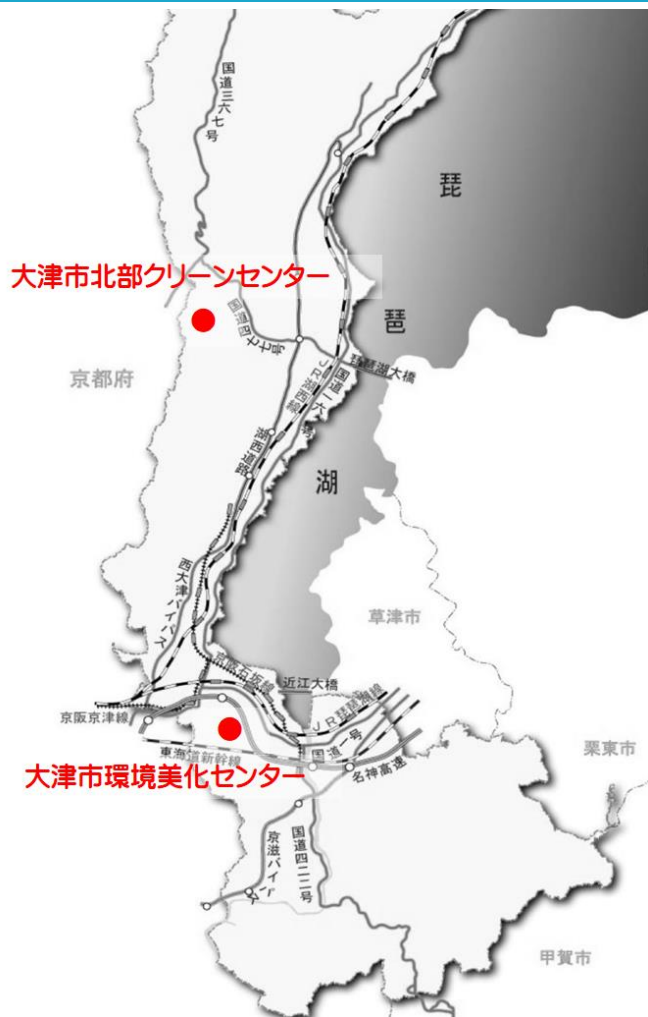 国道三六七号
琵
大津市北部クリーンセンター
国道四七七号
琶
京都府
琵琶湖大橋
国道一六一号
JR湖西線
湖西道路
湖
西大津バイパス
草津市
京阪石坂線
近江大橋
JR琵琶湖線
京阪京津線
国道一号
東海道新幹線
栗東市
大津市環境美化センター
名神高速
国道四二二号
京滋バイパス
甲賀市